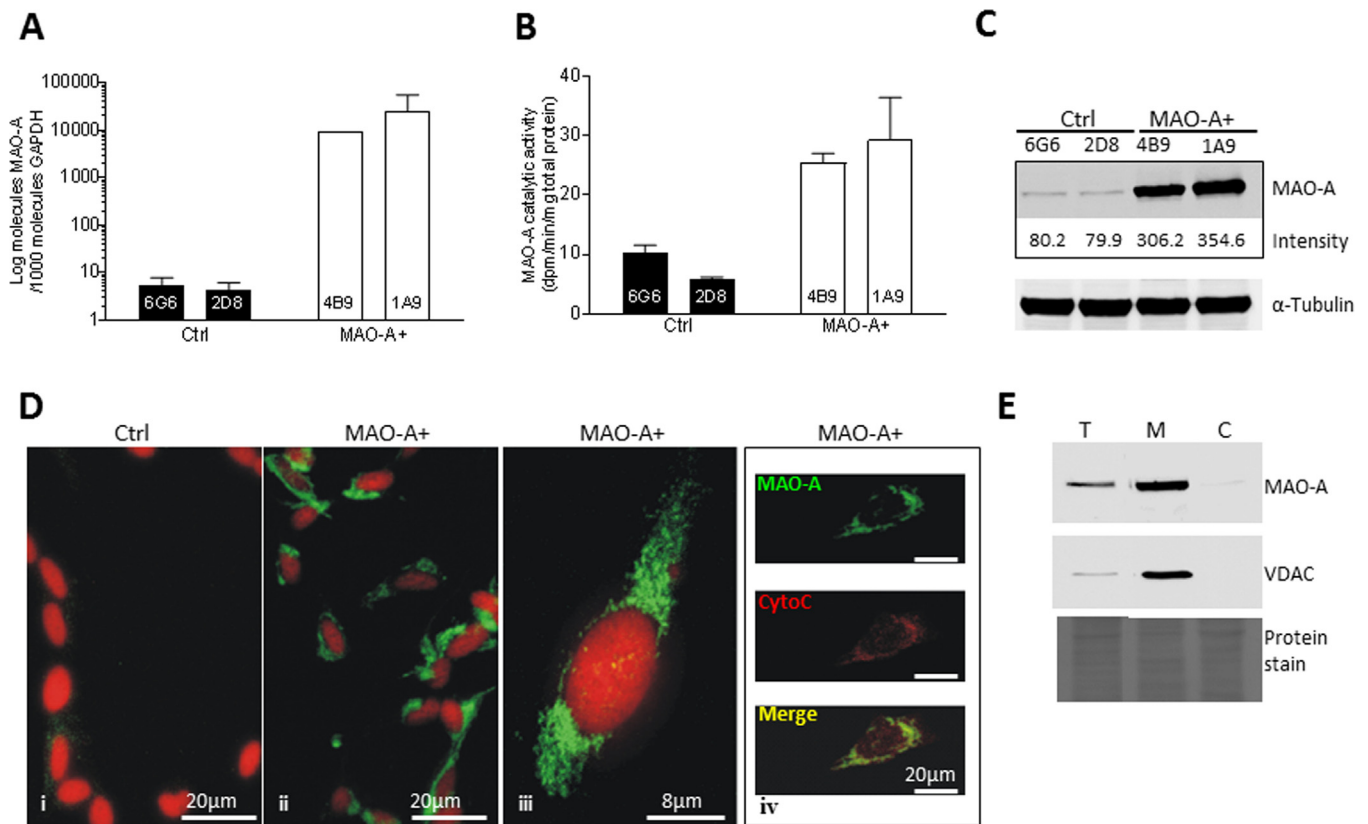 A
Log molecules MAO-A
/1000 molecules GAPDH
100000
10000
1000
100
10
1
6G6
2D8
4B9
1A9
Ctrl
MAO-A+
B
MAO-A catalytic activity
(dpm/min/mg total protein)
40
30
20
10
0
6G6
2D8
4B9
1A9
Ctrl
MAO-A+
C
Ctrl MAO-A+
6G6 2D8 4B9 1A9
MAO-A
80.2 79.9 306.2 354.6 Intensity
α-Tubulin
D
Ctrl
MAO-A+
MAO-A+
MAO-A+
i
20µm
ii
20µm
iii
8µm
MAO-A
CytoC
Merge
20µm
iv
E
T M C
MAO-A
VDAC
Protein
stain